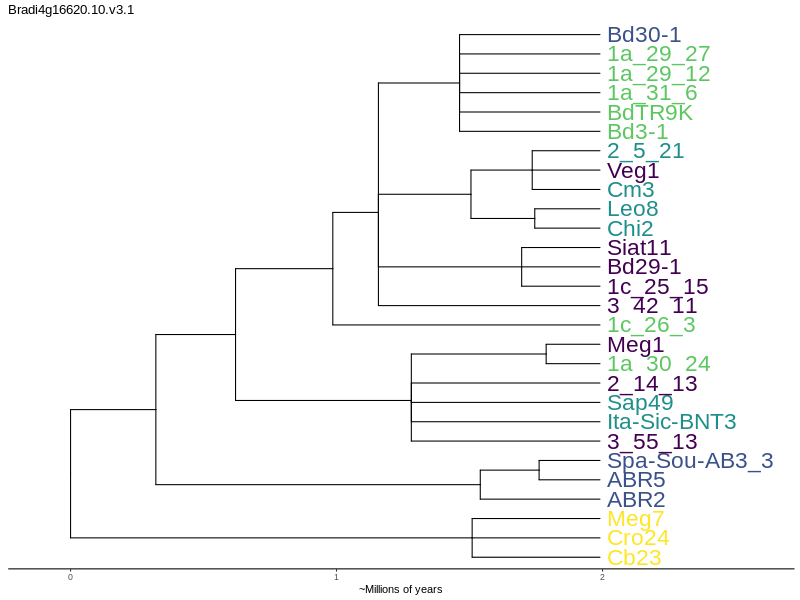 Bradi4g16620.10.v3.1
Bd30-1
1a_29_27
1a_29_12
1a_31_6
BdTR9K
Bd3-1
2_5_21
Veg1
Cm3
Leo8
Chi2
Siat11
Bd29-1
1c_25_15
3_42_11
1c_26_3
Meg1
1a_30_24
2_14_13
Sap49
Ita-Sic-BNT3
3_55_13
Spa-Sou-AB3_3
ABR5
ABR2
Meg7
Cro24
Cb23
0 1 2
~Millions of years